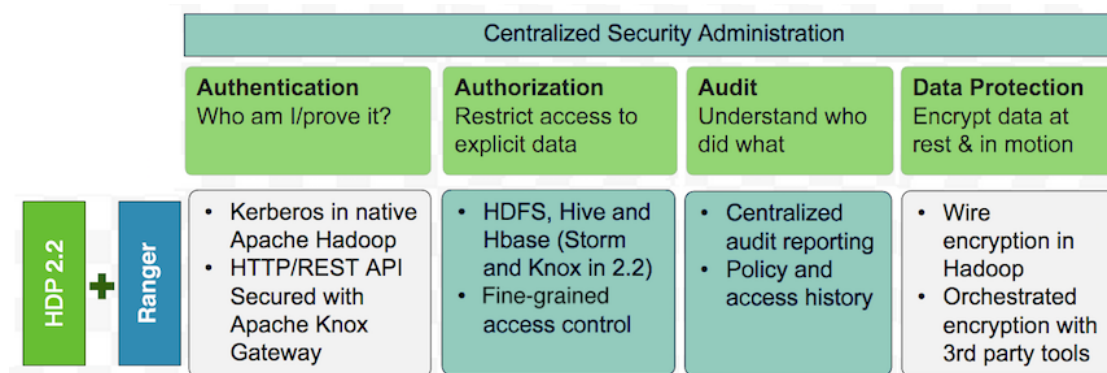 Centralized Security Administration
Authentication
Who am I/prove it?
Authorization
Restrict access to
explicit data
Audit
Understand who
did what
Data Protection
Encrypt data at
rest & in motion
HDP 2.2
+
Ranger
• Kerberos in native
Apache Hadoop
• HTTP/REST API
Secured with
Apache Knox
Gateway
• HDFS, Hive and
Hbase (Storm
and Knox in 2.2)
• Fine-grained
access control
• Centralized
audit reporting
• Policy and
access history
• Wire
encryption in
Hadoop
• Orchestrated
encryption with
3rd party tools